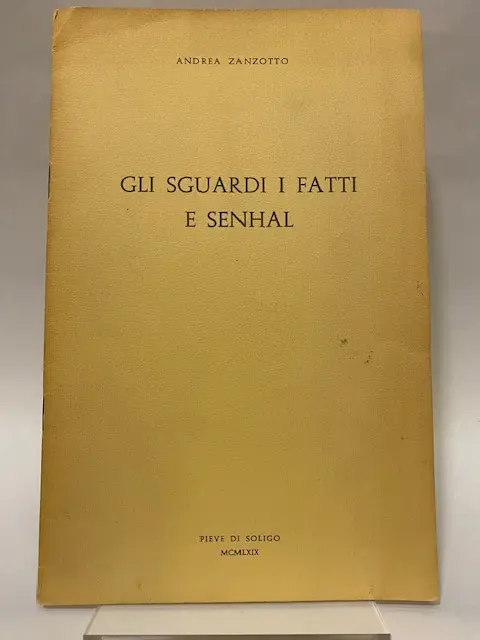 ANDREA ZANZOTTO
GLI SGUARDI I FATTI
E SENHAL
PIEVE DI SOLIGO
MCMLXIX